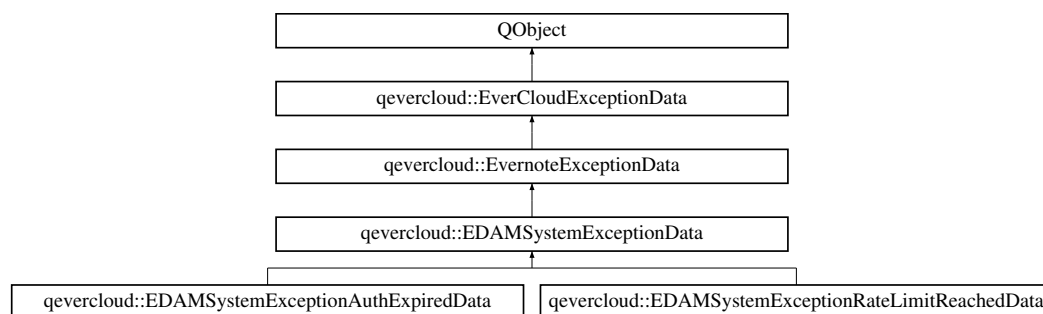 QObject
qevercloud::EverCloudExceptionData
qevercloud::EvernoteExceptionData
qevercloud::EDAMSystemExceptionData
qevercloud::EDAMSystemExceptionAuthExpiredData
qevercloud::EDAMSystemExceptionRateLimitReachedData